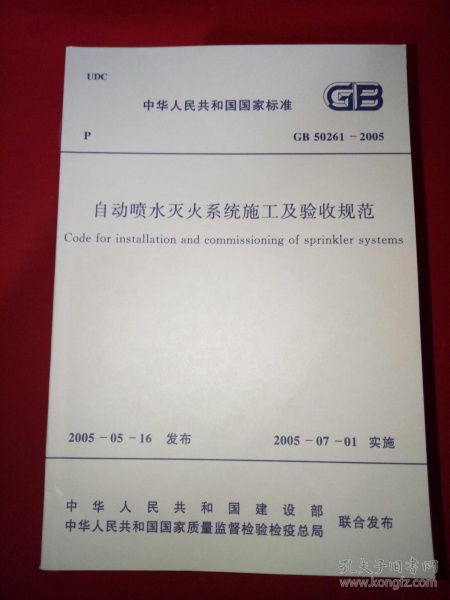 UDC
中华人民共和国国家标准
GB
P
GB 50261－2005
自动喷水灭火系统施工及验收规范
Code for installation and commissioning of sprinkler systems
2005－05－16 发布
2005－07－01 实施
中华人民共和国建设部
中华人民共和国国家质量监督检验检疫总局
联合发布
孔夫子旧书网
www.kongfz.com